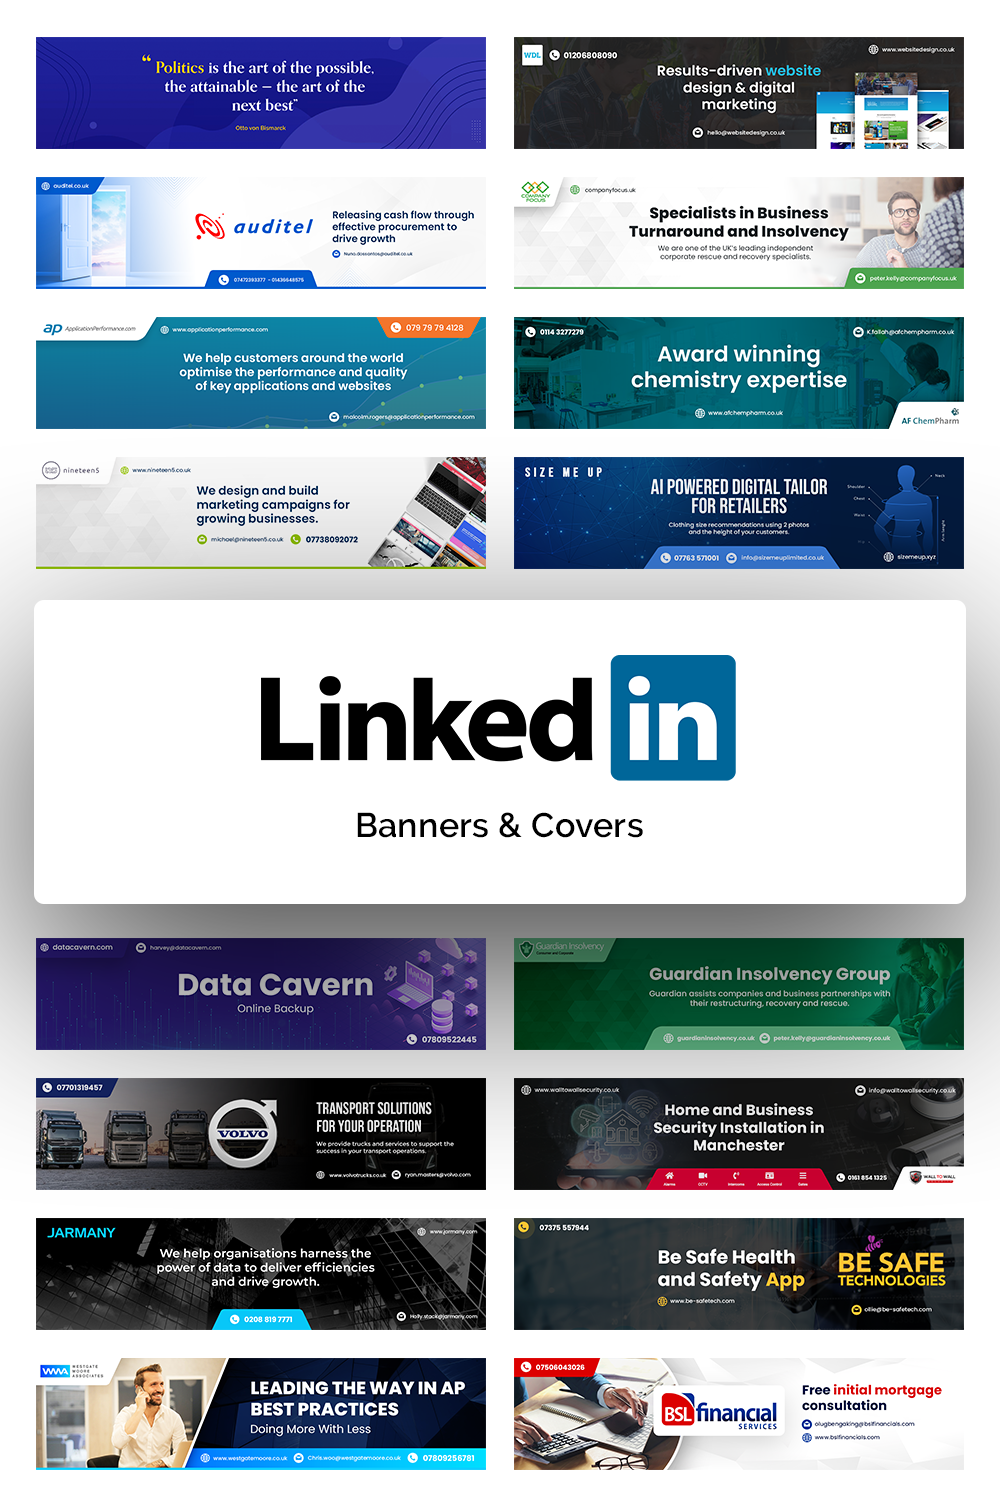 “ Politics is the art of the possible,
the attainable — the art of the
next best”
Otto von Bismarck
WDL
01206808090
www.websitedesign.co.uk
Results-driven website
design & digital
marketing
hello@websitedesign.co.uk
auditel.co.uk
auditel
Releasing cash flow through
effective procurement to
drive growth
Nuno.dossantos@auditel.co.uk
07472393377 - 01436648575
COMPANY
FOCUS
companyfocus.uk
Specialists in Business
Turnaround and Insolvency
We are one of the UK's leading independent
corporate rescue and recovery specialists.
peter.kelly@companyfocus.uk
ap ApplicationPerformance.com
www.applicationperformance.com
079 79 79 4128
We help customers around the world
optimise the performance and quality
of key applications and websites
malcolm.rogers@applicationperformance.com
0114 3277279
K.follah@afchempharm.co.uk
Award winning
chemistry expertise
www.afchempharm.co.uk
AF ChemPharm
nineteen5
www.nineteen5.co.uk
We design and build
marketing campaigns for
growing businesses.
michael@nineteen5.co.uk
07738092072
SIZE ME UP
AI POWERED DIGITAL TAILOR
FOR RETAILERS
Clothing size recommendations using 2 photos
and the height of your customers.
07763 571001
info@sizemeuplimited.co.uk
Neck
Shoulder
Chest
Waist
Arm length
sizemeup.xyz
Linked in
Banners & Covers
datacavern.com
harvey@datacavern.com
Data Cavern
Online Backup
07809522445
Guardian Insolvency
Consumer and Corporate
Guardian Insolvency Group
Guardian assists companies and business partnerships with
their restructuring, recovery and rescue.
guardianinsolvency.co.uk
peter.kelly@guardianinsolvency.co.uk
07701319457
VOLVO
TRANSPORT SOLUTIONS
FOR YOUR OPERATION
We provide trucks and services to support the
success in your transport operations.
www.volvotrucks.co.uk
ryan.masters@volvo.com
www.walltowallsecurity.co.uk
info@walltowallsecurity.co.uk
Home and Business
Security Installation in
Manchester
Alarms
CCTV
Intercoms
Access Control
Gates
0161 854 1325
WALL TO WALL
JARMANY
www.jarmany.com
We help organisations harness the
power of data to deliver efficiencies
and drive growth.
0208 819 7771
Holly.stack@jarmany.com
07375 557944
Be Safe Health
and Safety App
www.be-safetech.com
BE SAFE
TECHNOLOGIES
ollie@be-safetech.com
WMA
WESTGATE
MOORE
ASSOCIATES
LEADING THE WAY IN AP
BEST PRACTICES
Doing More With Less
www.westgatemoore.co.uk
Chris.woo@westgatemoore.co.uk
07809256781
07506043026
BSL financial
SERVICES
Free initial mortgage
consultation
olugbengaking@bslfinancials.com
www.bslfinancials.com